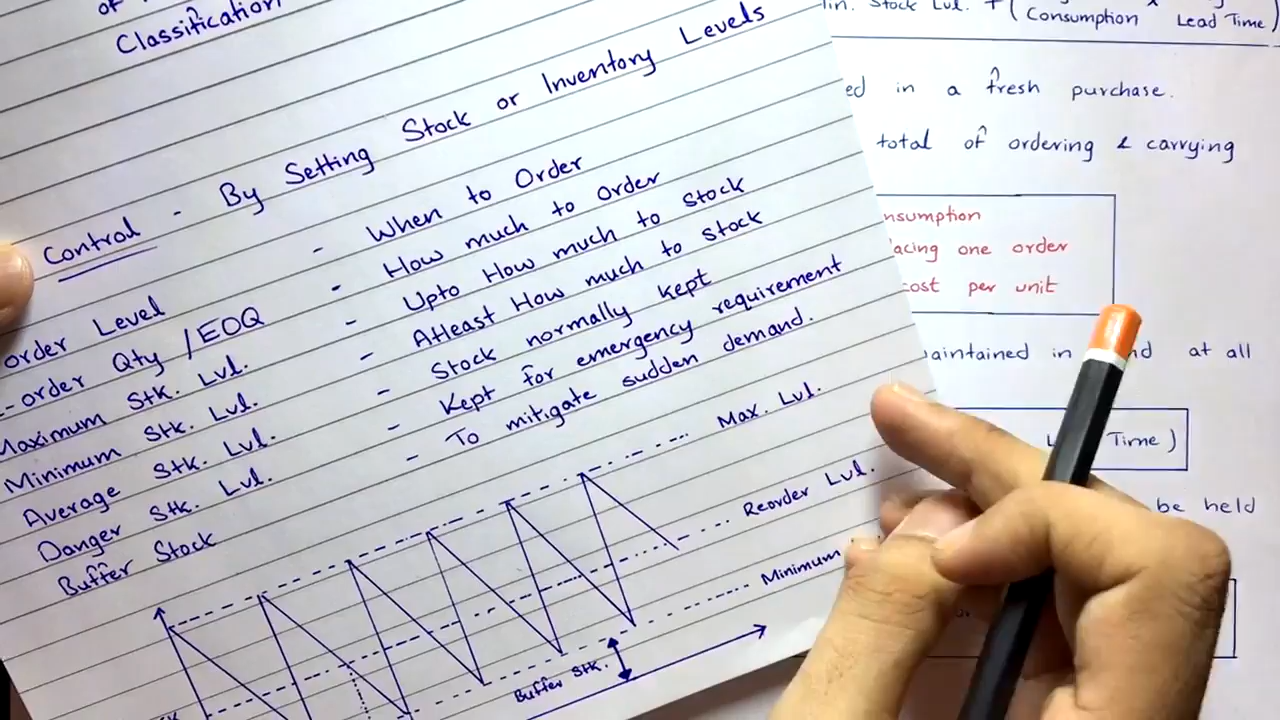 of
Classification
Control - By Setting Stock or Inventory Levels
order Level - When to Order
-order Qty /EOQ - How much to order
Maximum Stk. Lvl. - Upto How much to stock
Minimum Stk. Lvl. - Atleast How much to stock
Average Stk. Lvl. - Stock normally kept
Danger Stk. Lvl. - Kept for emergency requirement
Buffer Stock - To mitigate sudden demand.
Max. Lvl.
Reorder Lvl.
Minimum
Buffer Stk.
in. Stock Lvl. + ( Consumption x Lead Time )
ed in a fresh purchase.
total of ordering & carrying
nsumption
acing one order
cost per unit
aintained in nd at all
Time )
be held